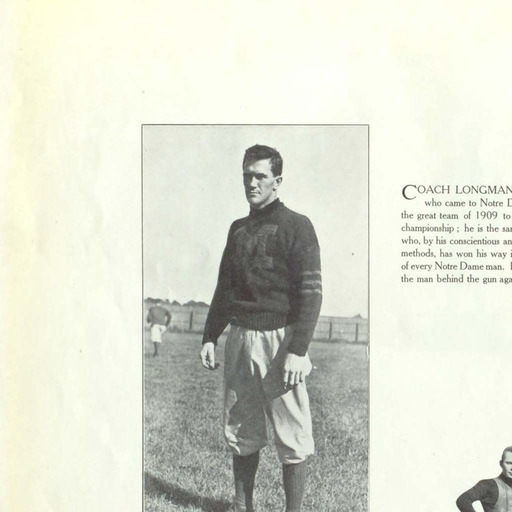 COACH LONGMAN
who came to Notre D
the great team of 1909 to
championship; he is the sa
who, by his conscientious an
methods, has won his way i
of every Notre Dame man.
the man behind the gun aga